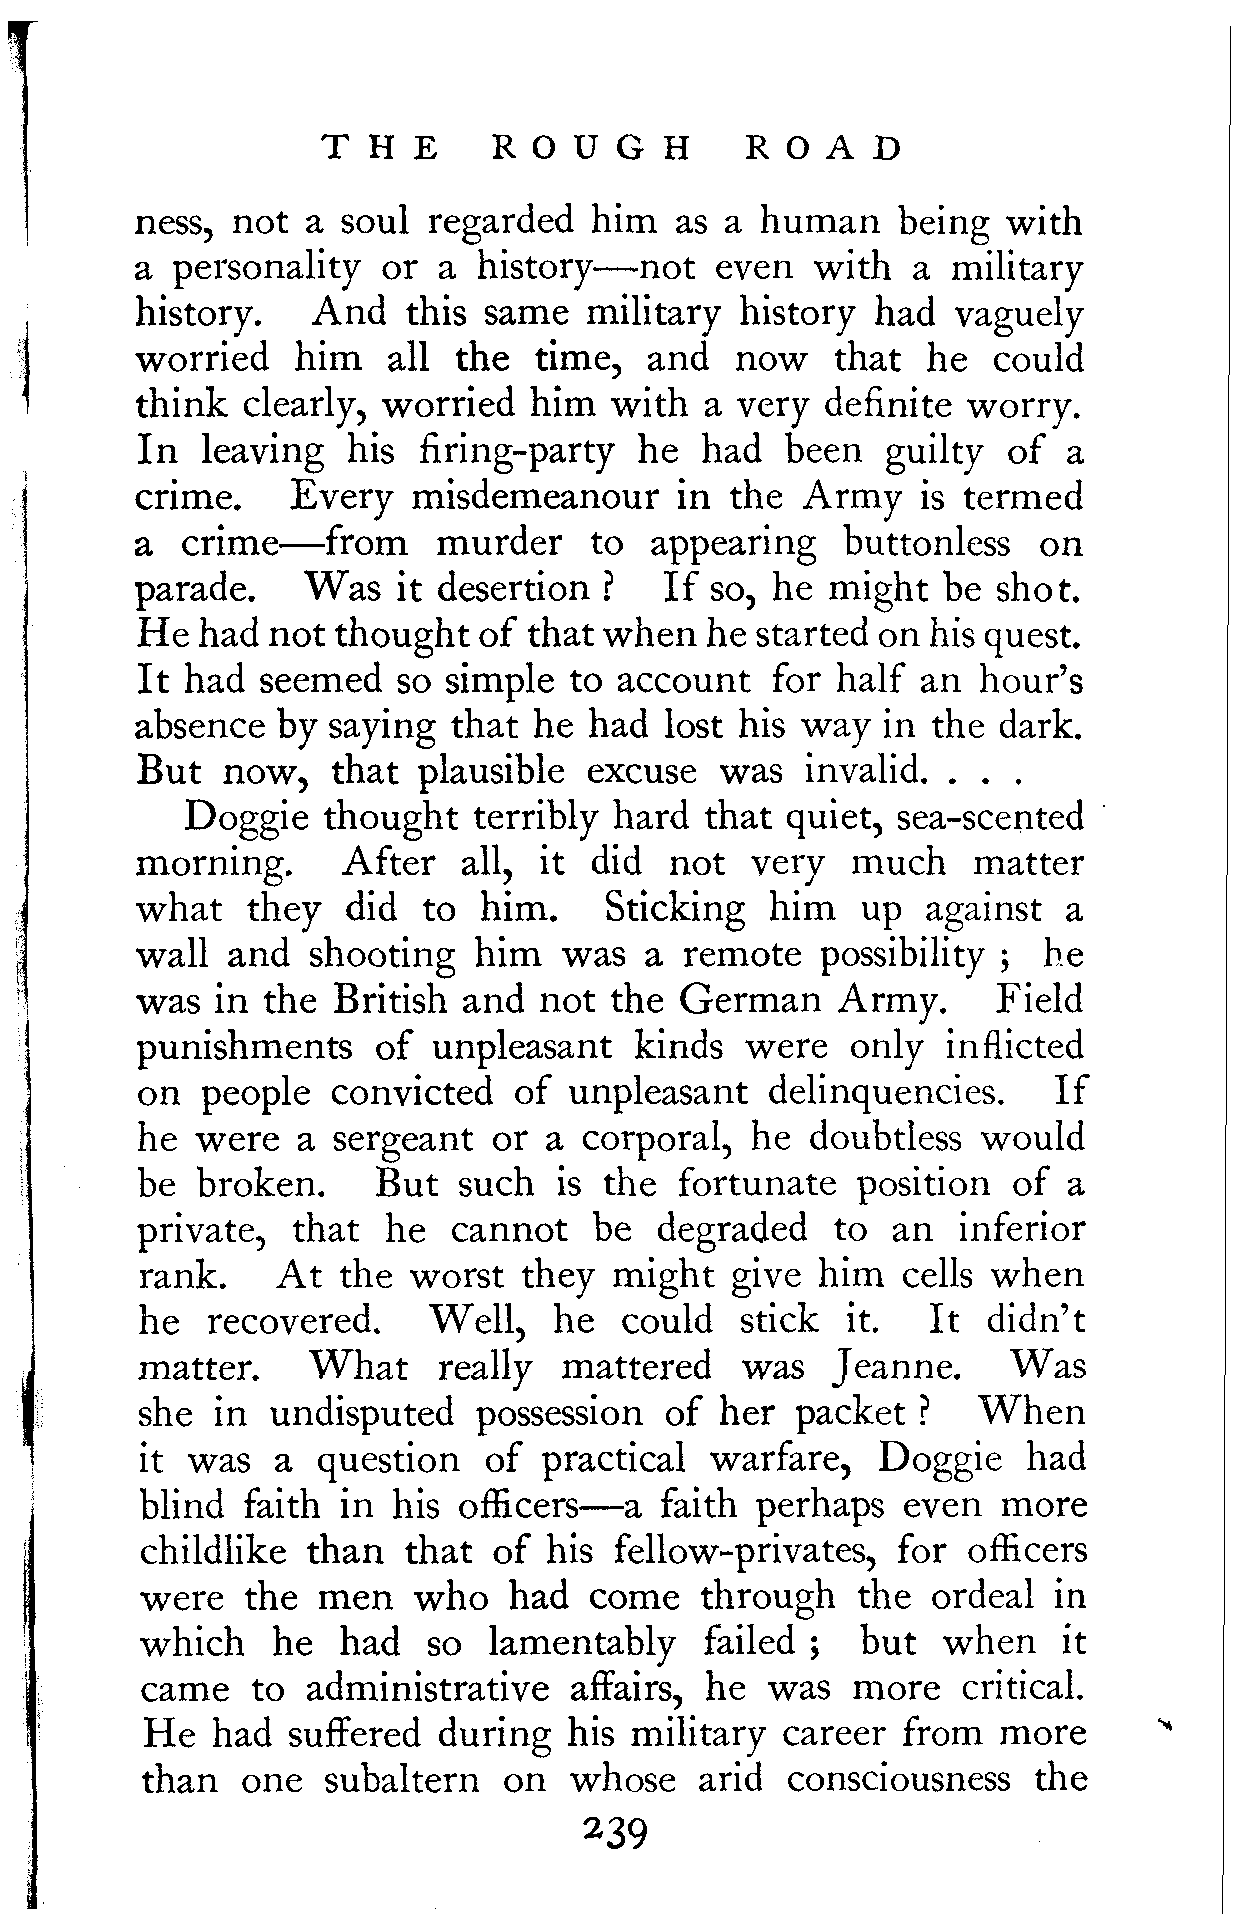 THE ROUGH ROAD
ness, not a soul regarded him as a human being with
a personality or a history—not even with a military
history. And this same military history had vaguely
worried him all the time, and now that he could
think clearly, worried him with a very definite worry.
In leaving his firing-party he had been guilty of a
crime. Every misdemeanour in the Army is termed
a crime—from murder to appearing buttonless on
parade. Was it desertion ? If so, he might be shot.
He had not thought of that when he started on his quest.
It had seemed so simple to account for half an hour's
absence by saying that he had lost his way in the dark.
But now, that plausible excuse was invalid. . . .
Doggie thought terribly hard that quiet, sea-scented
morning. After all, it did not very much matter
what they did to him. Sticking him up against a
wall and shooting him was a remote possibility ; he
was in the British and not the German Army. Field
punishments of unpleasant kinds were only inflicted
on people convicted of unpleasant delinquencies. If
he were a sergeant or a corporal, he doubtless would
be broken. But such is the fortunate position of a
private, that he cannot be degraded to an inferior
rank. At the worst they might give him cells when
he recovered. Well, he could stick it. It didn't
matter. What really mattered was Jeanne. Was
she in undisputed possession of her packet ? When
it was a question of practical warfare, Doggie had
blind faith in his officers—a faith perhaps even more
childlike than that of his fellow-privates, for officers
were the men who had come through the ordeal in
which he had so lamentably failed ; but when it
came to administrative affairs, he was more critical.
He had suffered during his military career from more
than one subaltern on whose arid consciousness the
239